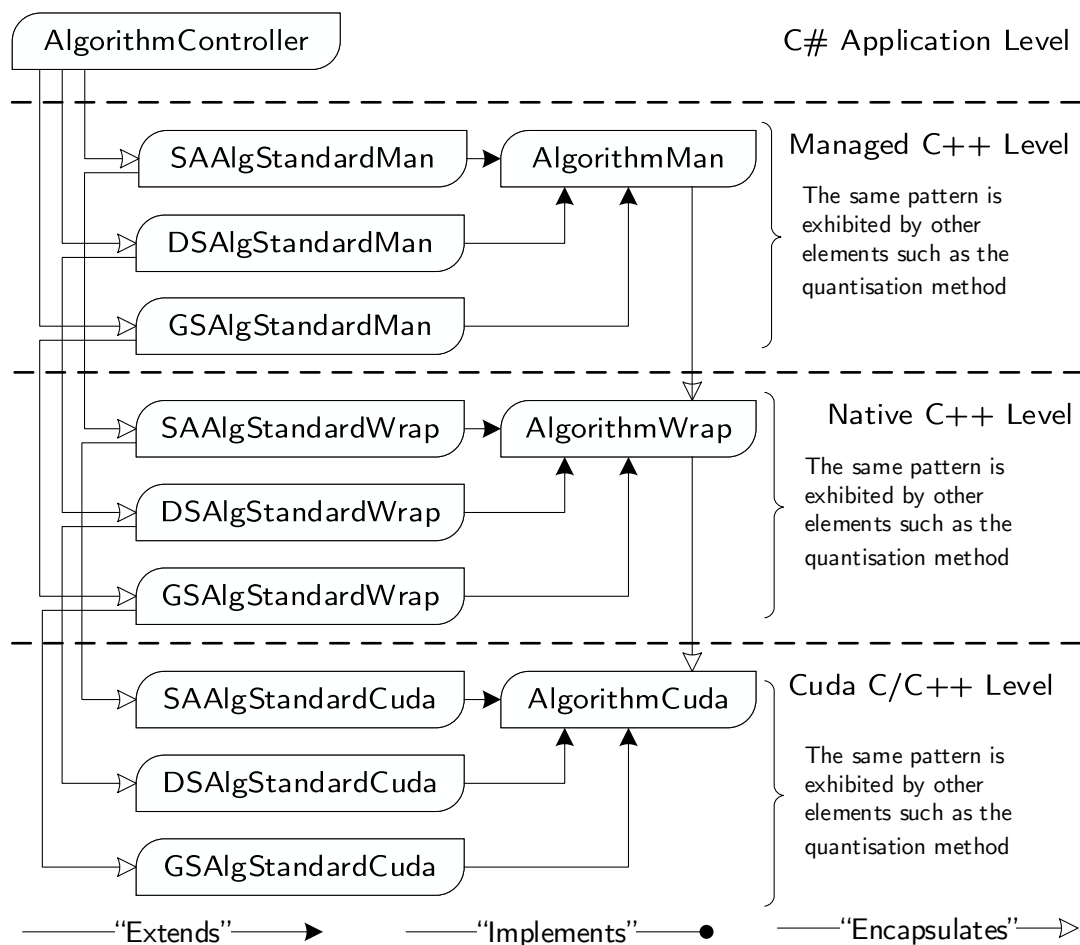 AlgorithmController
C# Application Level
SAAlgStandardMan
AlgorithmMan
Managed C++ Level
The same pattern is
exhibited by other
elements such as the
quantisation method
DSAlgStandardMan
GSAlgStandardMan
SAAlgStandardWrap
AlgorithmWrap
Native C++ Level
The same pattern is
exhibited by other
elements such as the
quantisation method
DSAlgStandardWrap
GSAlgStandardWrap
SAAlgStandardCuda
AlgorithmCuda
Cuda C/C++ Level
The same pattern is
exhibited by other
elements such as the
quantisation method
DSAlgStandardCuda
GSAlgStandardCuda
“Extends”
“Implements”
“Encapsulates”